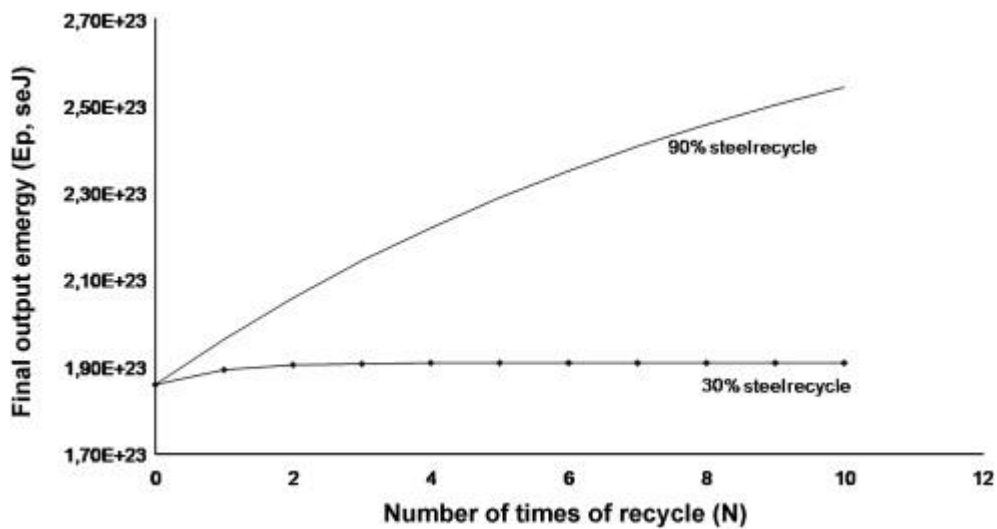 Final output emergy (Ep, seJ)
2,70E+23
2,50E+23
2,30E+23
2,10E+23
1,90E+23
1,70E+23
90% steelrecycle
30% steelrecycle
0 2 4 6 8 10 12
Number of times of recycle (N)